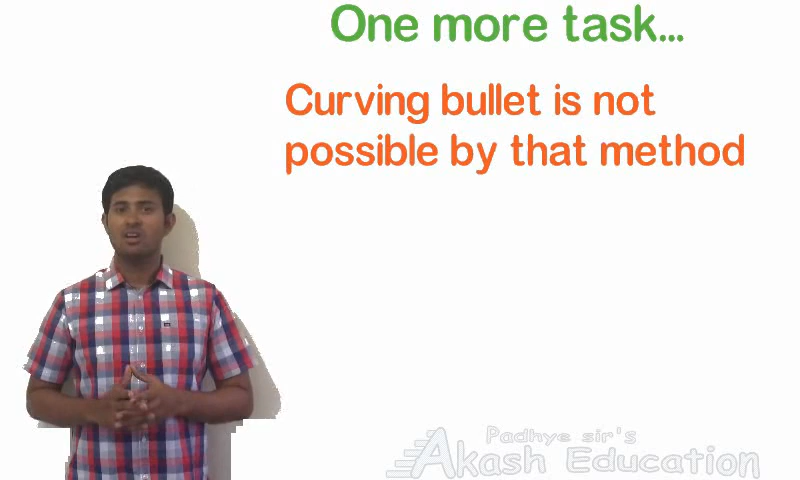 One more task...
Curving bullet is not
possible by that method
Padhye sir's
Akash Education